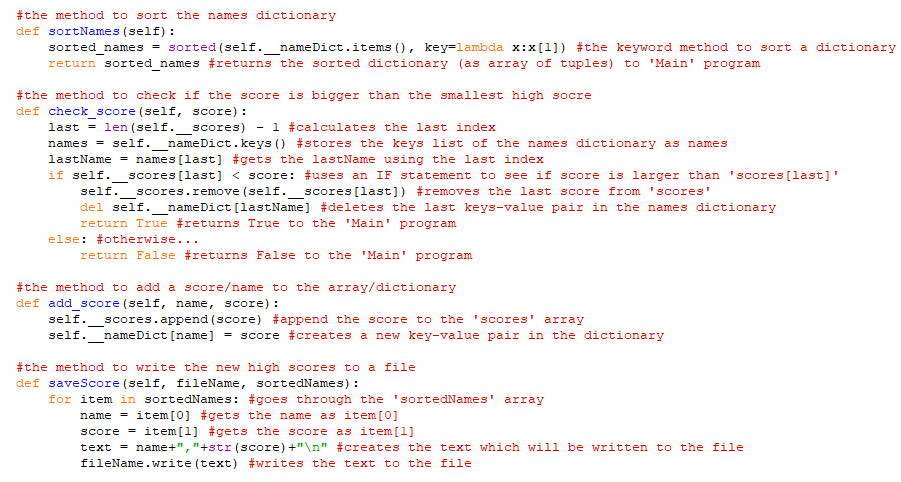 #the method to sort the names dictionary
def sortNames(self):
    sorted_names = sorted(self.__nameDict.items(), key=lambda x:x[1]) #the keyword method to sort a dictionary
    return sorted_names #returns the sorted dictionary (as array of tuples) to 'Main' program

#the method to check if the score is bigger than the smallest high socre
def check_score(self, score):
    last = len(self.__scores) - 1 #calculates the last index
    names = self.__nameDict.keys() #stores the keys list of the names dictionary as names
    lastName = names[last] #gets the lastName using the last index
    if self.__scores[last] < score: #uses an IF statement to see if score is larger than 'scores[last]'
        self.__scores.remove(self.__scores[last]) #removes the last score from 'scores'
        del self.__nameDict[lastName] #deletes the last keys-value pair in the names dictionary
        return True #returns True to the 'Main' program
    else: #otherwise...
        return False #returns False to the 'Main' program

#the method to add a score/name to the array/dictionary
def add_score(self, name, score):
    self.__scores.append(score) #append the score to the 'scores' array
    self.__nameDict[name] = score #creates a new key-value pair in the dictionary

#the method to write the new high scores to a file
def saveScore(self, fileName, sortedNames):
    for item in sortedNames: #goes through the 'sortedNames' array
        name = item[0] #gets the name as item[0]
        score = item[1] #gets the score as item[1]
        text = name+","+str(score)+"\n" #creates the text which will be written to the file
        fileName.write(text) #writes the text to the file